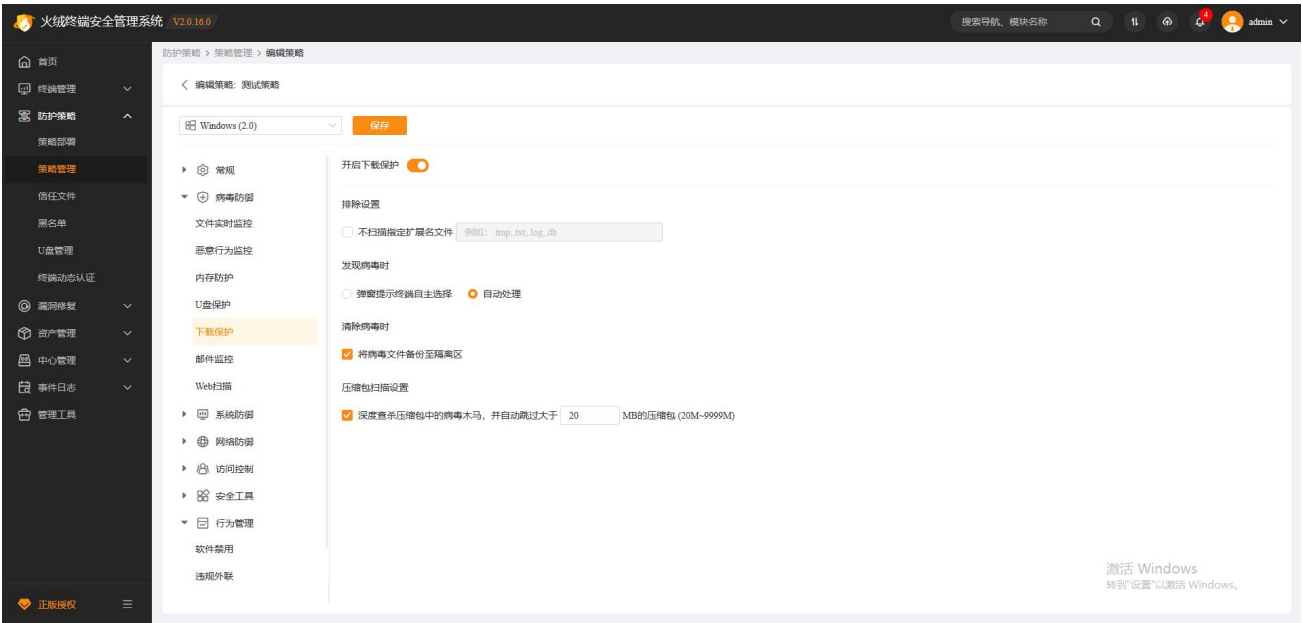 火绒终端安全管理系统 V2.0.16.0
搜索导航、模块名称
4
admin
首页
终端管理
防护策略
策略部署
策略管理
信任文件
黑名单
U盘管理
终端动态认证
漏洞修复
资产管理
中心管理
事件日志
管理工具
正版授权
防护策略 > 策略管理 > 编辑策略
编辑策略: 测试策略
Windows (2.0)
保存
常规
病毒防御
文件实时监控
恶意行为监控
内存防护
U盘保护
下载保护
邮件监控
Web扫描
系统防御
网络防御
访问控制
安全工具
行为管理
软件禁用
违规外联
开启下载保护
排除设置
不扫描指定扩展名文件 例如: .tmp;.txt;.log;.db
发现病毒时
弹窗提示终端自主选择 自动处理
清除病毒时
将病毒文件备份至隔离区
压缩包扫描设置
深度查杀压缩包中的病毒木马，并自动跳过大于 20 MB的压缩包 (20M~9999M)
激活 Windows
转到"设置"以激活 Windows。